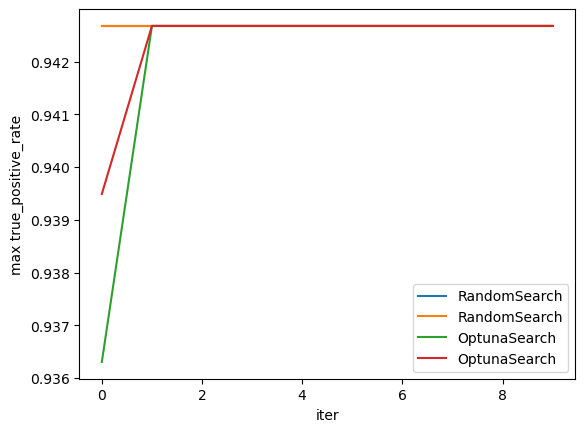 0.942
0.941
0.940
0.939
0.938
0.937
0.936
max true_positive_rate
0 2 4 6 8
iter
RandomSearch
RandomSearch
OptunaSearch
OptunaSearch